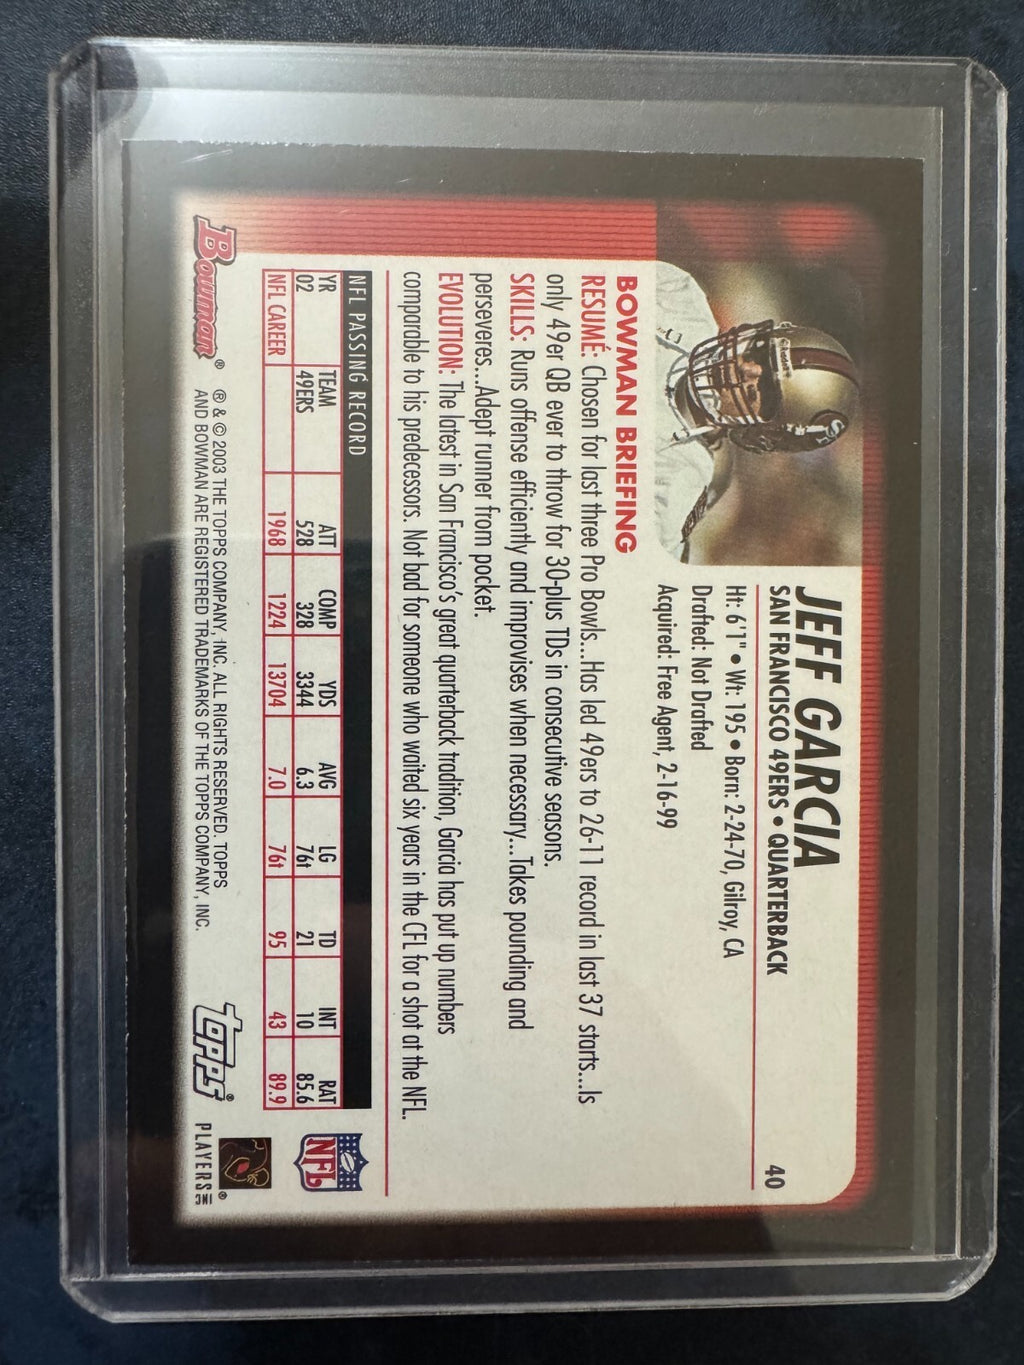 JEFF GARCIA
40
SAN FRANCISCO 49ERS • QUARTERBACK
Ht: 6'1" • Wt: 195 • Born: 2-24-70, Gilroy, CA
Drafted: Not Drafted
Acquired: Free Agent, 2-16-99
BOWMAN BRIEFING
RESUMÉ: Chosen for last three Pro Bowls...Has led 49ers to 26-11 record in last 37 starts...Is
only 49er QB ever to throw for 30-plus TDs in consecutive seasons.
SKILLS: Runs offense efficiently and improvises when necessary...Takes pounding and
perseveres...Adept runner from pocket.
EVOLUTION: The latest in San Francisco's great quarterback tradition, Garcia has put up numbers
comparable to his predecessors. Not bad for someone who waited six years in the CFL for a shot at the NFL.
NFL PASSING RECORD
YR TEAM ATT COMP YDS AVG LG TD INT RAT
02 49ERS 528 328 3344 6.3 76t 21 10 85.6
NFL CAREER 1968 1224 13704 7.0 76t 95 43 89.9
NFL
Bowman®
® & © 2003 THE TOPPS COMPANY, INC. ALL RIGHTS RESERVED. TOPPS
AND BOWMAN ARE REGISTERED TRADEMARKS OF THE TOPPS COMPANY, INC.
topps®
PLAYERS INC
Riddell
SF